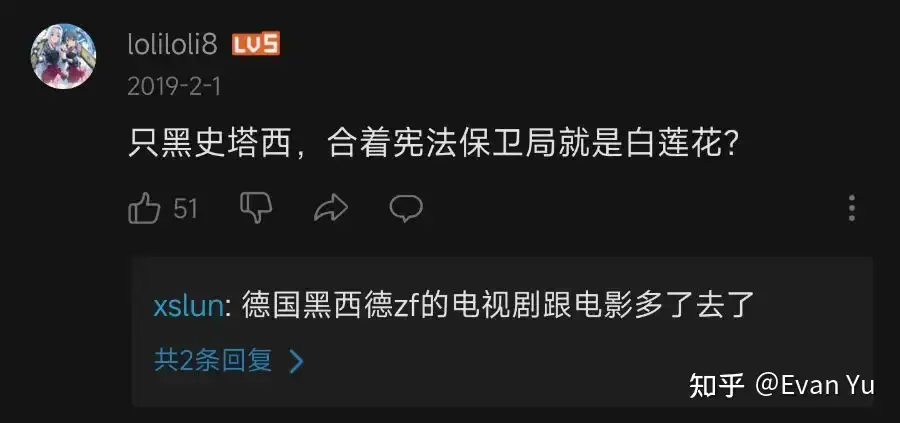 loliloli8 LV5
2019-2-1
只黑史塔西，合着宪法保卫局就是白莲花？
51
xslun: 德国黑西德zf的电视剧跟电影多了去了
共2条回复
知乎 @Evan Yu